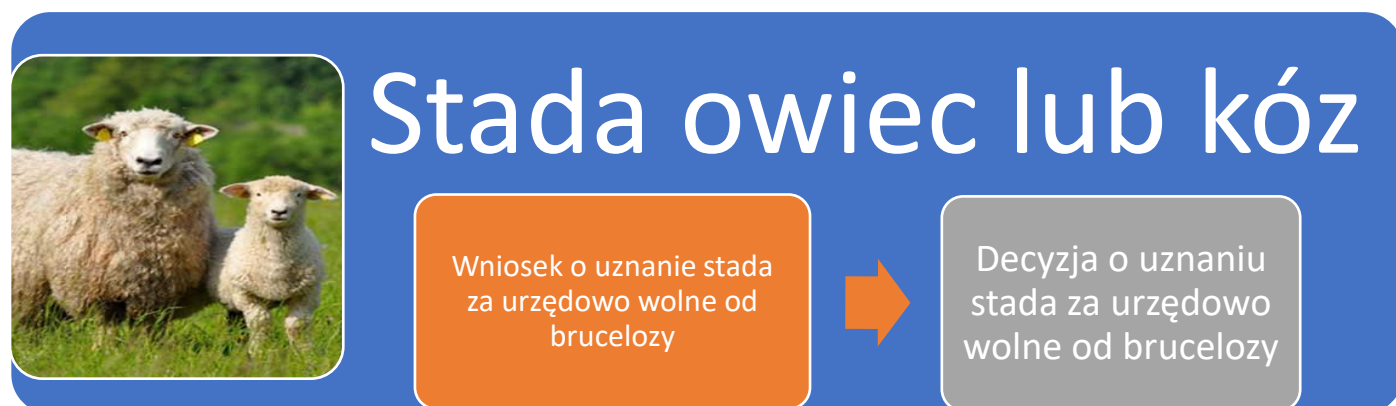 Stada owiec lub kóz
Wniosek o uznanie stada
za urzędowo wolne od
brucelozy
Decyzja o uznaniu
stada za urzędowo
wolne od brucelozy